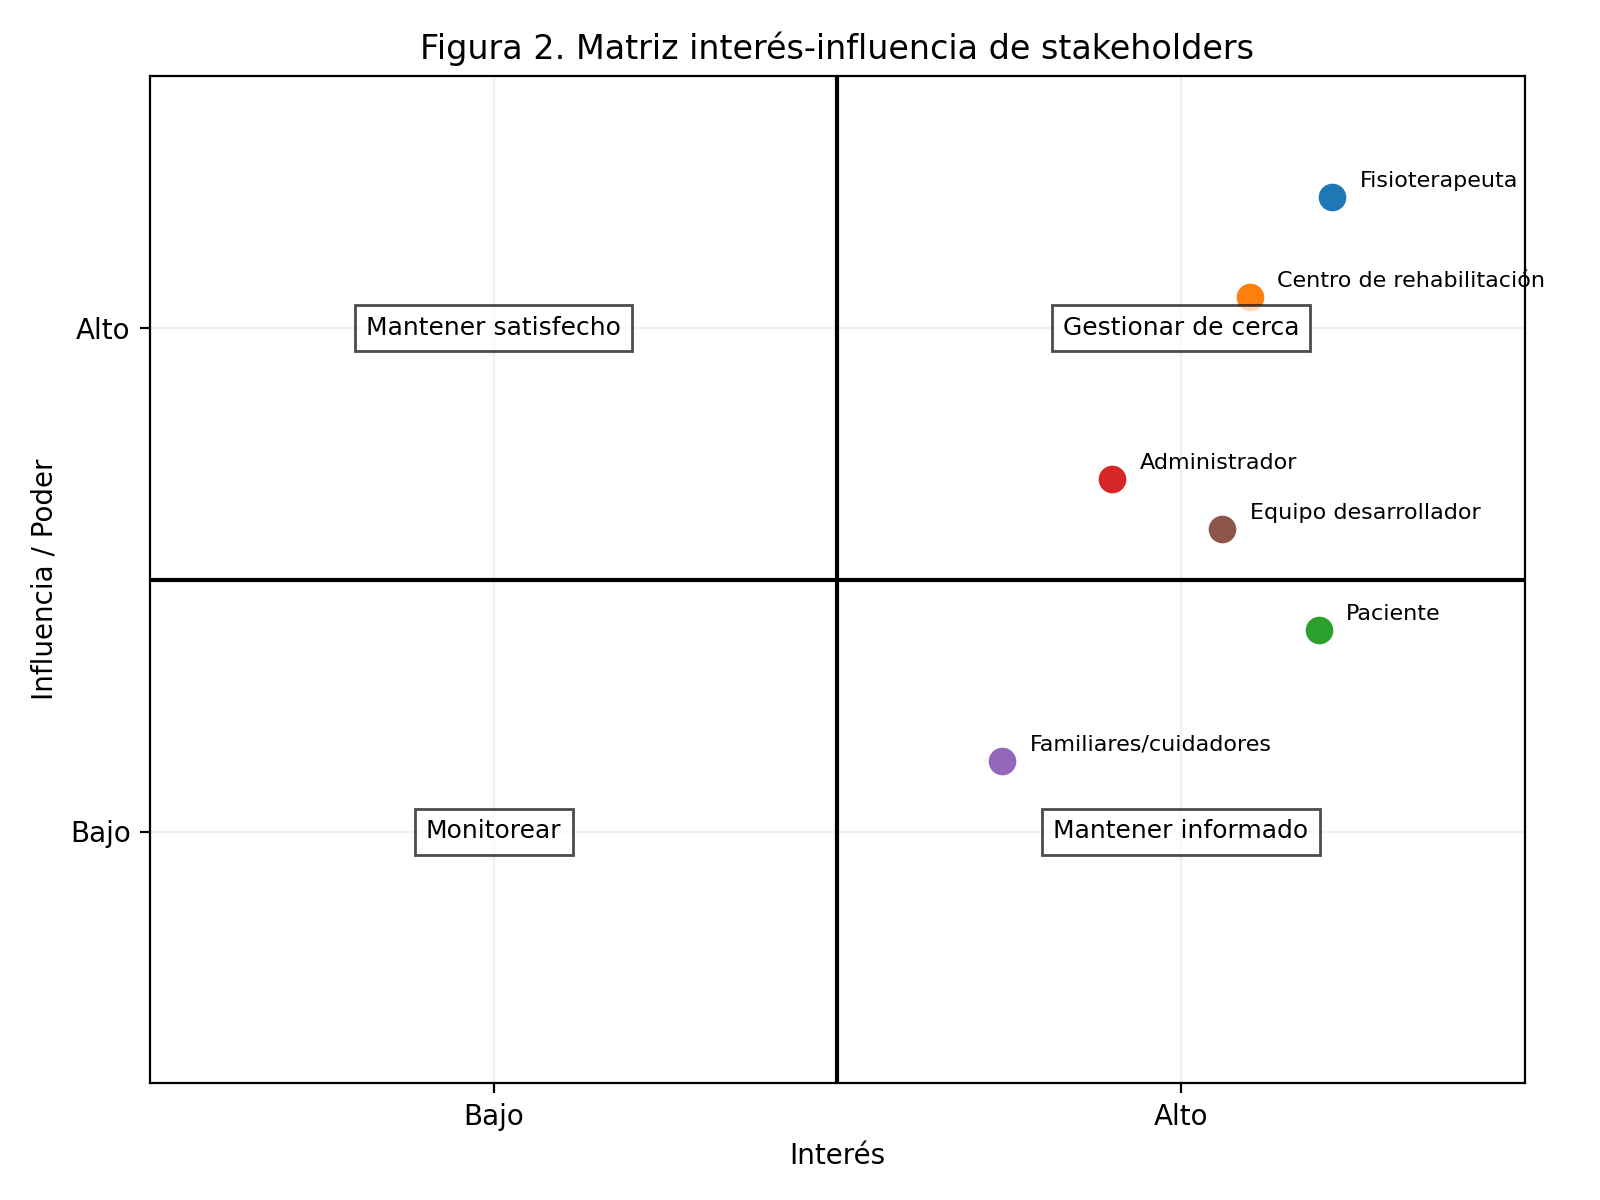 Figura 2. Matriz interés-influencia de stakeholders
Fisioterapeuta
Centro de rehabilitación
Alto
Mantener satisfecho
Gestionar de cerca
Administrador
Equipo desarrollador
Influencia / Poder
Paciente
Familiares/cuidadores
Bajo
Monitorear
Mantener informado
Bajo
Alto
Interés